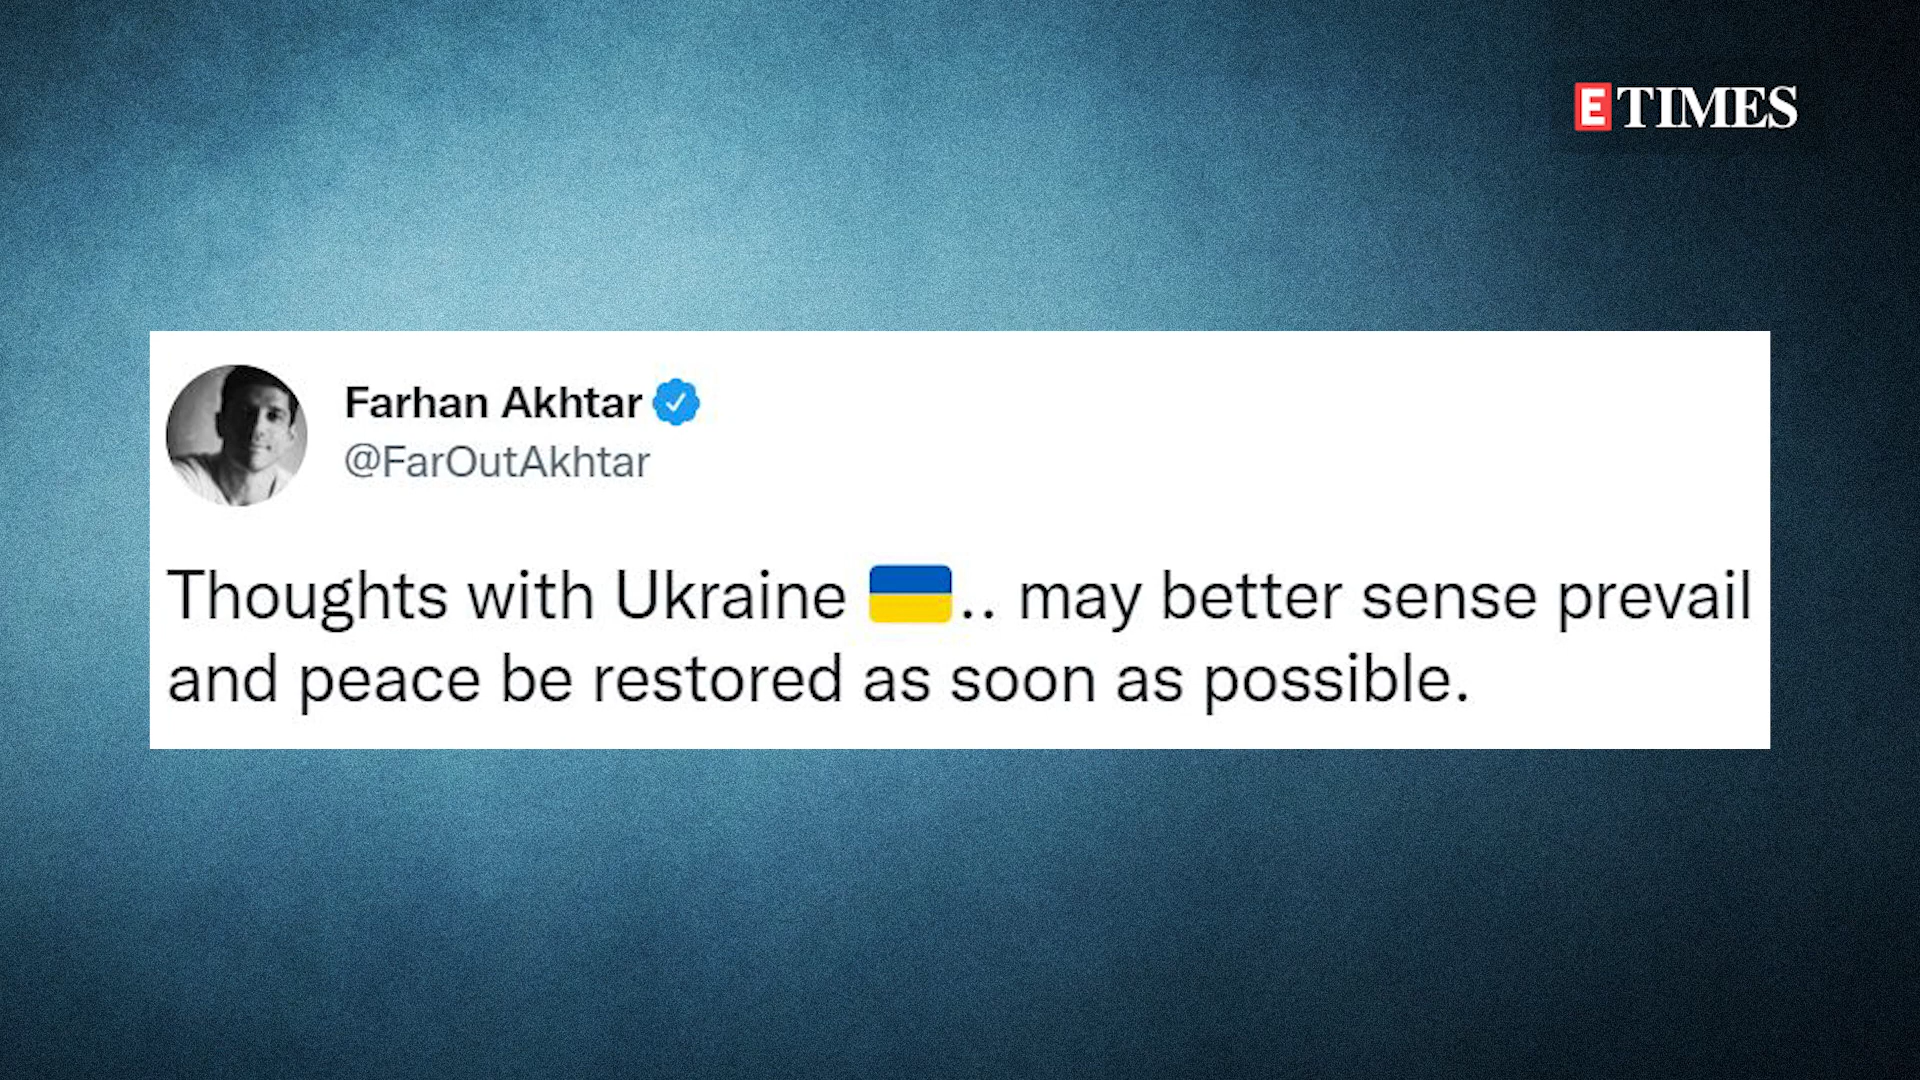 ETIMES
Farhan Akhtar
@FarOutAkhtar
Thoughts with Ukraine 🇺🇦.. may better sense prevail
and peace be restored as soon as possible.